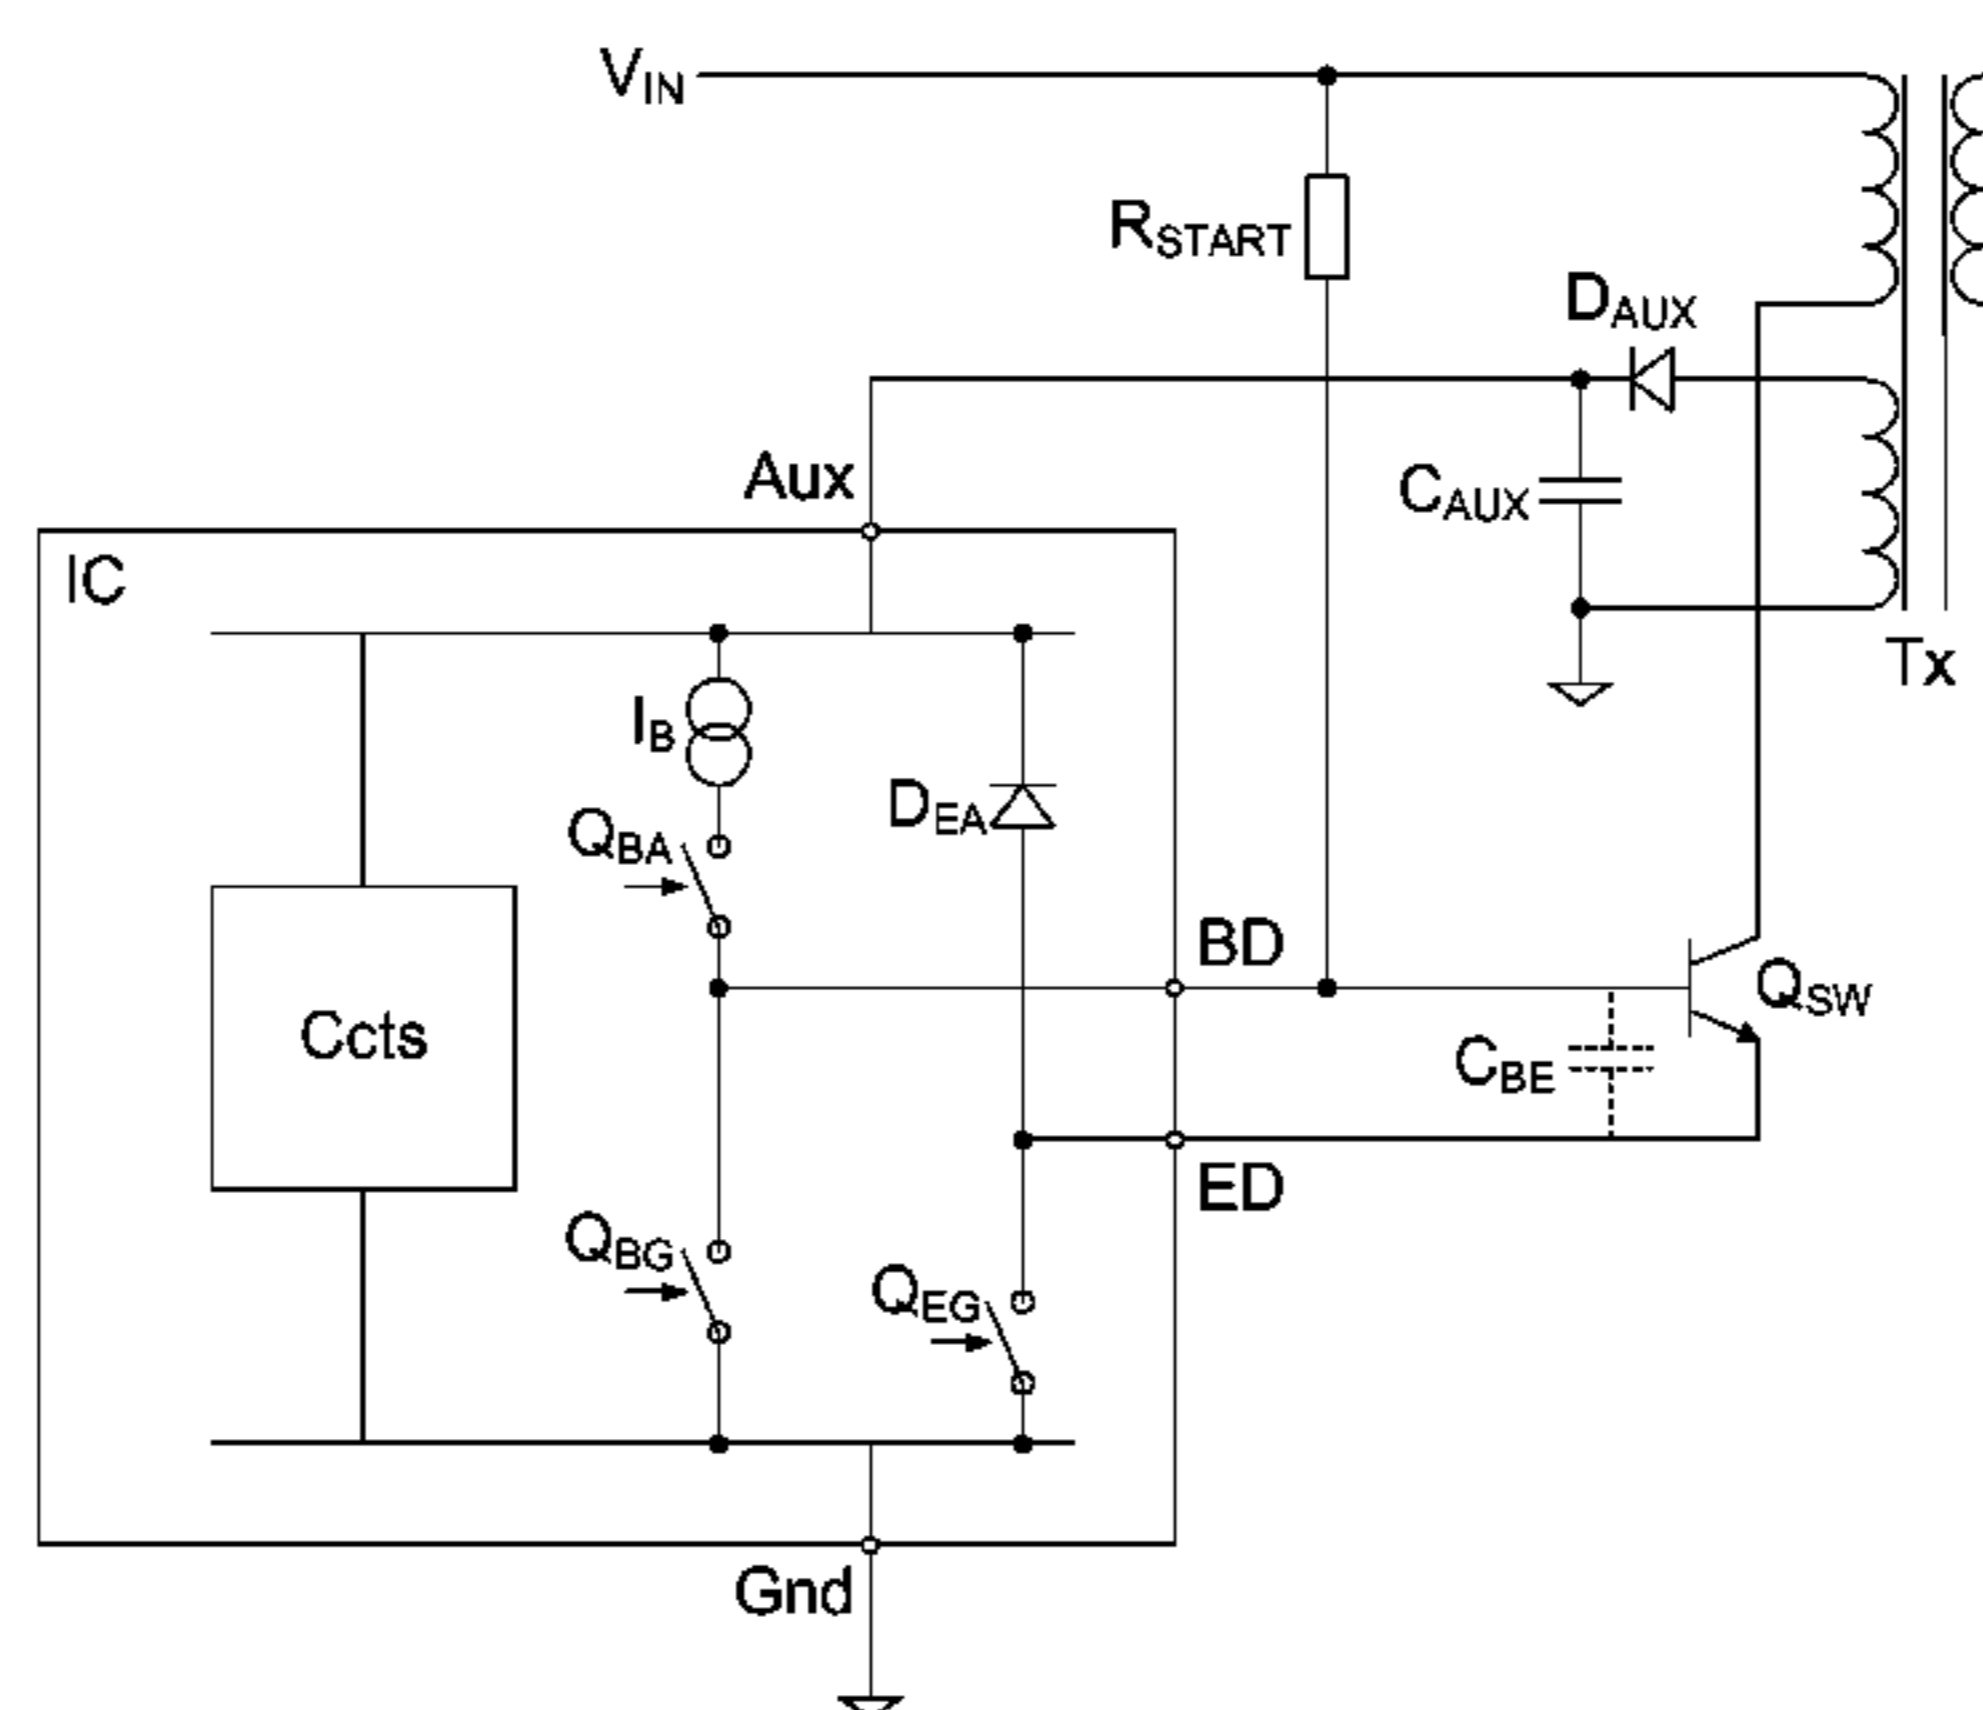 VIN
RSTART
DAUX
Aux
CAUX
IC
Tx
IB
DEA
QBA
BD
QSW
Ccts
CBE
ED
QBG
QEG
Gnd